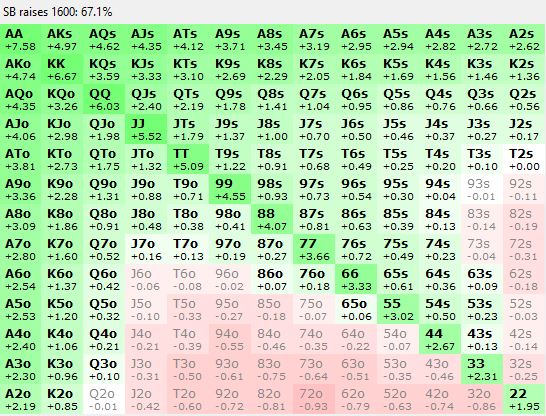 SB raises 1600: 67.1%
AA AKs AQs AJs ATs A9s A8s A7s A6s A5s A4s A3s A2s
+7.58 +4.97 +4.62 +4.35 +4.12 +3.71 +3.45 +3.19 +2.95 +2.94 +2.82 +2.72 +2.62
AKo KK KQs KJs KTs K9s K8s K7s K6s K5s K4s K3s K2s
+4.74 +6.67 +3.59 +3.33 +3.10 +2.69 +2.29 +2.05 +1.84 +1.69 +1.56 +1.46 +1.36
AQo KQo QQ QJs QTs Q9s Q8s Q7s Q6s Q5s Q4s Q3s Q2s
+4.35 +3.26 +6.03 +2.40 +2.19 +1.78 +1.41 +1.04 +0.95 +0.86 +0.76 +0.66 +0.56
AJo KJo QJo JJ JTs J9s J8s J7s J6s J5s J4s J3s J2s
+4.06 +2.98 +1.98 +5.52 +1.79 +1.37 +1.00 +0.70 +0.50 +0.46 +0.37 +0.27 +0.17
ATo KTo QTo JTo TT T9s T8s T7s T6s T5s T4s T3s T2s
+3.81 +2.73 +1.75 +1.32 +5.09 +1.22 +0.91 +0.68 +0.49 +0.25 +0.20 +0.10 +0.00
A9o K9o Q9o J9o T9o 99 98s 97s 96s 95s 94s 93s 92s
+3.36 +2.28 +1.31 +0.88 +0.71 +4.55 +0.93 +0.73 +0.54 +0.30 +0.04 -0.01 -0.11
A8o K8o Q8o J8o T8o 98o 88 87s 86s 85s 84s 83s 82s
+3.09 +1.86 +0.91 +0.48 +0.38 +0.41 +4.07 +0.81 +0.63 +0.39 +0.13 -0.14 -0.19
A7o K7o Q7o J7o T7o 97o 87o 77 76s 75s 74s 73s 72s
+2.80 +1.60 +0.52 +0.16 +0.13 +0.19 +0.27 +3.66 +0.72 +0.49 +0.23 -0.04 -0.31
A6o K6o Q6o J6o T6o 96o 86o 76o 66 65s 64s 63s 62s
+2.54 +1.37 +0.42 -0.06 -0.08 -0.02 +0.07 +0.18 +3.33 +0.61 +0.36 +0.09 -0.18
A5o K5o Q5o J5o T5o 95o 85o 75o 65o 55 54s 53s 52s
+2.53 +1.20 +0.32 -0.10 -0.33 -0.27 -0.18 -0.07 +0.06 +3.02 +0.50 +0.23 -0.03
A4o K4o Q4o J4o T4o 94o 84o 74o 64o 54o 44 43s 42s
+2.40 +1.06 +0.21 -0.21 -0.39 -0.55 -0.46 -0.35 -0.22 -0.07 +2.67 +0.13 -0.14
A3o K3o Q3o J3o T3o 93o 83o 73o 63o 53o 43o 33 32s
+2.30 +0.96 +0.10 -0.31 -0.50 -0.61 -0.75 -0.64 -0.51 -0.35 -0.46 +2.31 -0.25
A2o K2o Q2o J2o T2o 92o 82o 72o 62o 52o 42o 32o 22
+2.19 +0.85 -0.01 -0.42 -0.60 -0.72 -0.81 -0.93 -0.79 -0.63 -0.74 -0.86 +1.95